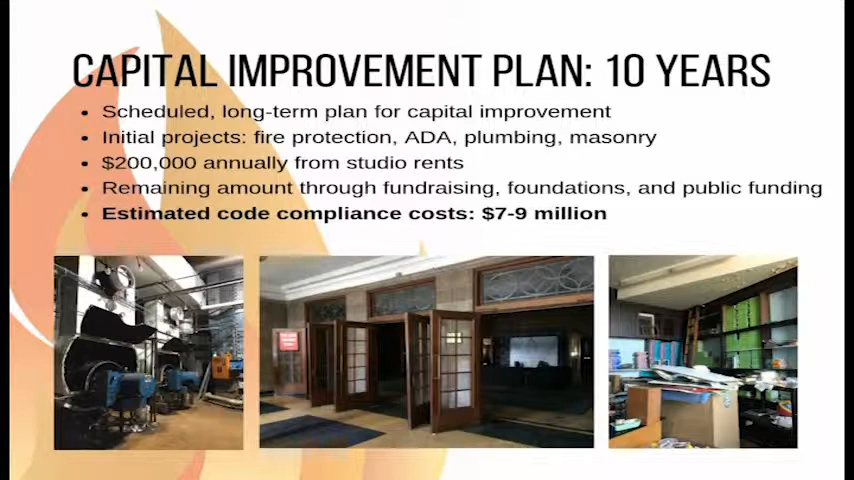 CAPITAL IMPROVEMENT PLAN: 10 YEARS
Scheduled, long-term plan for capital improvement
Initial projects: fire protection, ADA, plumbing, masonry
$200,000 annually from studio rents
Remaining amount through fundraising, foundations, and public funding
Estimated code compliance costs: $7-9 million